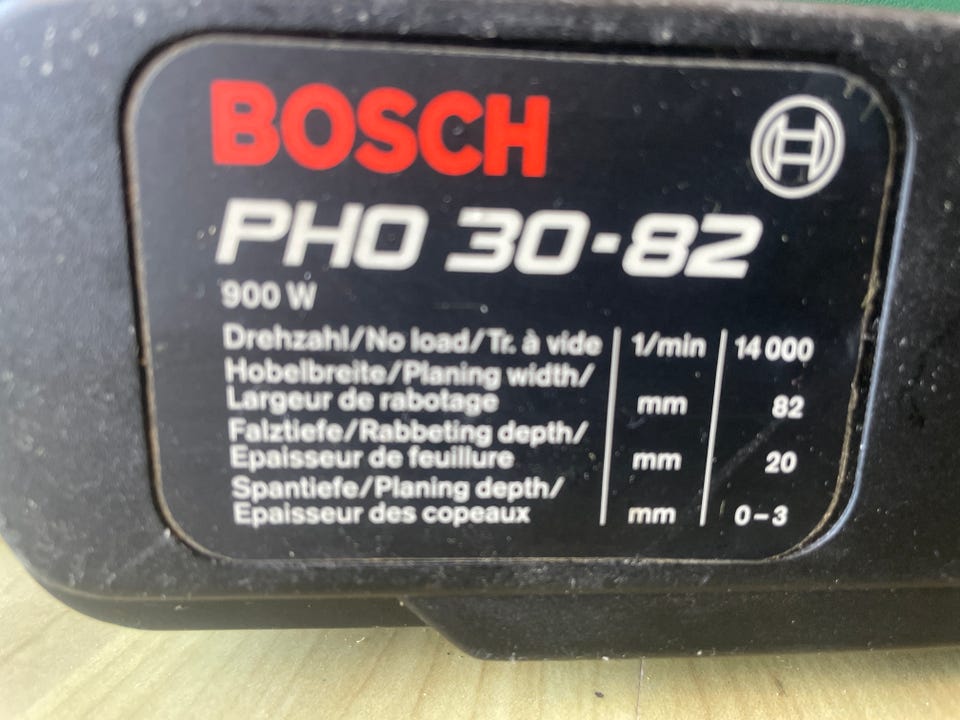 BOSCH
PHO 30-82
900 W
Drehzahl/No load/Tr. à vide 1/min 14 000
Hobelbreite/Planing width/
Largeur de rabotage mm 82
Falztiefe/Rabbeting depth/
Epaisseur de feuillure mm 20
Spantiefe/Planing depth/
Epaisseur des copeaux mm 0–3